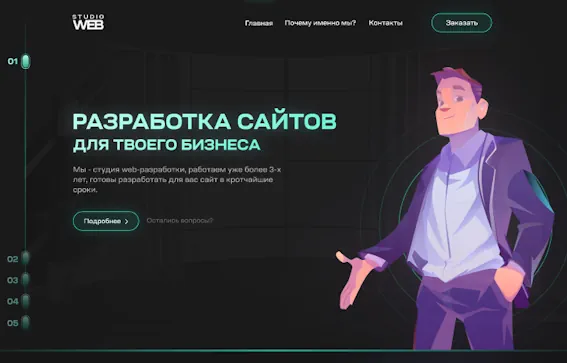 STUDIO
WEB
Главная Почему именно мы? Контакты Заказать
01
РАЗРАБОТКА САЙТОВ
ДЛЯ ТВОЕГО БИЗНЕСА
Мы - студия web-разработки, работаем уже более 3-х
лет, готовы разработать для вас сайт в кротчайшие
сроки.
Подробнее > Остались вопросы?
02
03
04
05